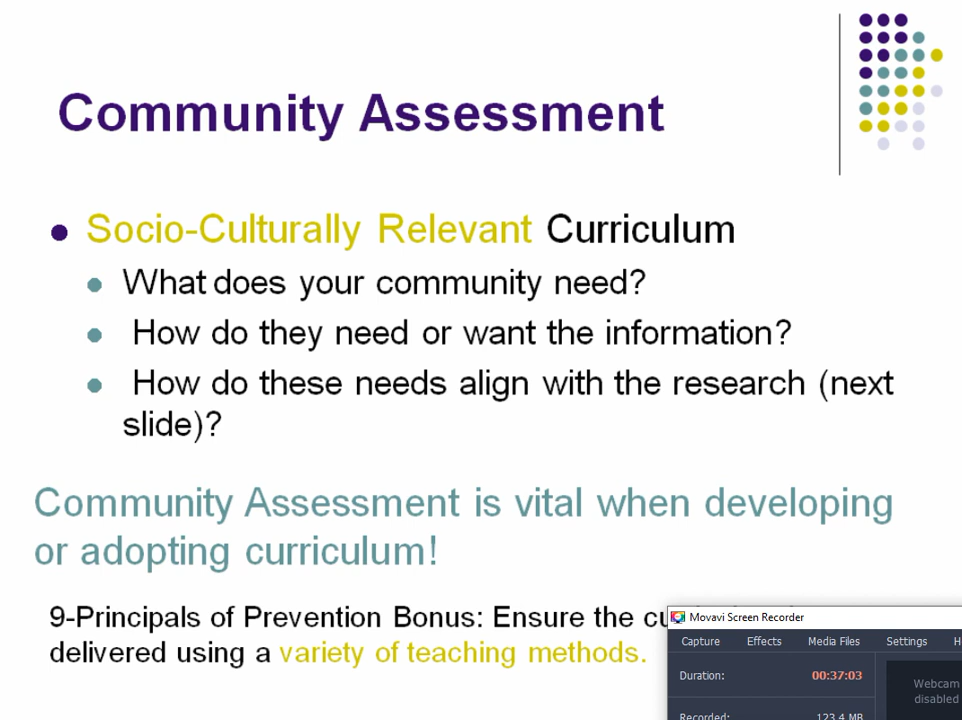 Community Assessment
Socio-Culturally Relevant Curriculum
What does your community need?
How do they need or want the information?
How do these needs align with the research (next
slide)?
Community Assessment is vital when developing
or adopting curriculum!
9-Principals of Prevention Bonus: Ensure the
delivered using a variety of teaching methods.
Movavi Screen Recorder
Capture Effects Media Files Settings
Duration: 00:37:03
Webcam
disabled
Recorded: 123.4 MB